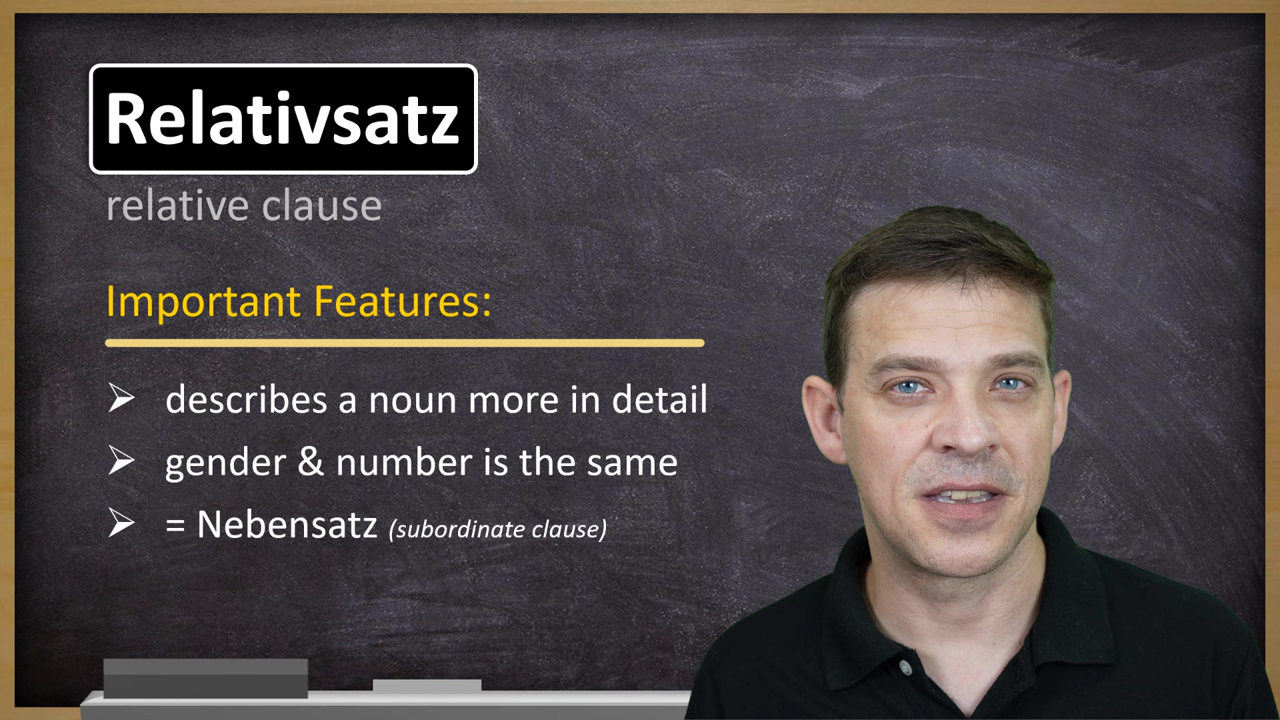 Relativsatz
relative clause
Important Features:
describes a noun more in detail
gender & number is the same
= Nebensatz (subordinate clause)